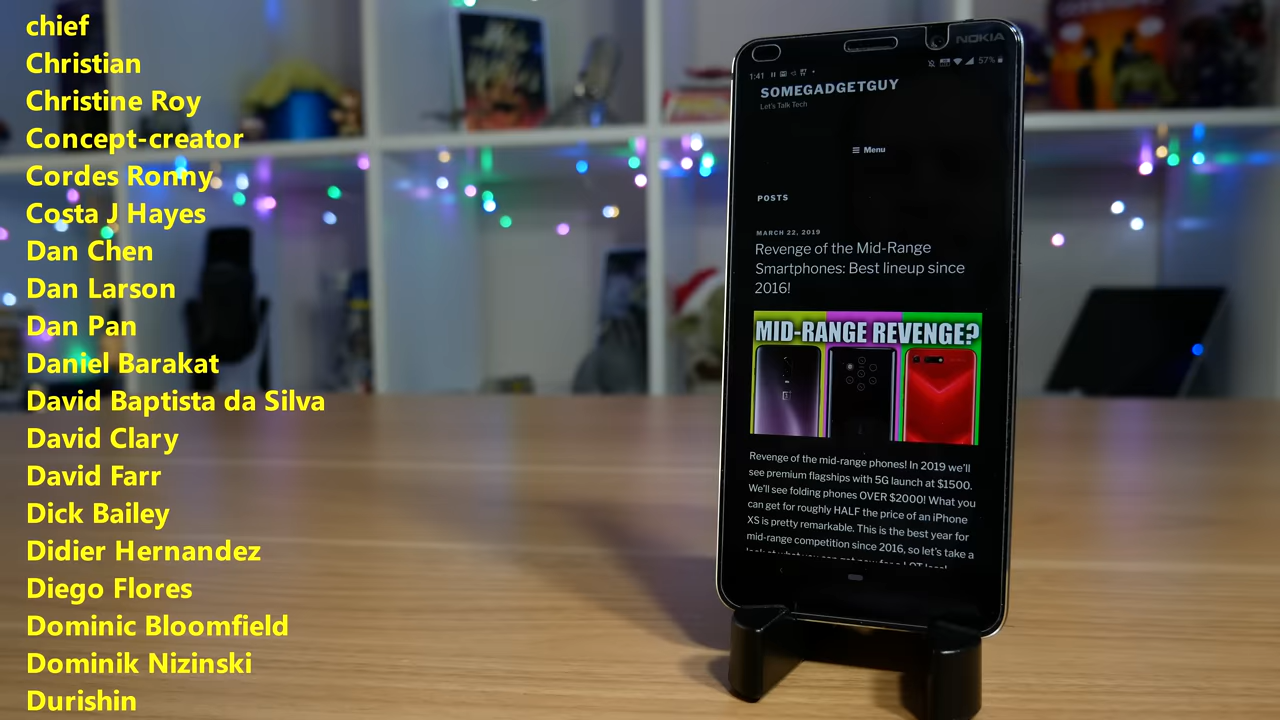 chief
Christian
Christine Roy
Concept-creator
Cordes Ronny
Costa J Hayes
Dan Chen
Dan Larson
Dan Pan
Daniel Barakat
David Baptista da Silva
David Clary
David Farr
Dick Bailey
Didier Hernandez
Diego Flores
Dominic Bloomfield
Dominik Nizinski
Durishin
NOKIA
1:41
57%
SOMEGADGETGUY
Let's Talk Tech
Menu
POSTS
MARCH 22, 2019
Revenge of the Mid-Range
Smartphones: Best lineup since
2016!
MID-RANGE REVENGE?
Revenge of the mid-range phones! In 2019 we'll
see premium flagships with 5G launch at $1500.
We'll see folding phones OVER $2000! What you
can get for roughly HALF the price of an iPhone
XS is pretty remarkable. This is the best year for
mid-range competition since 2016, so let's take a